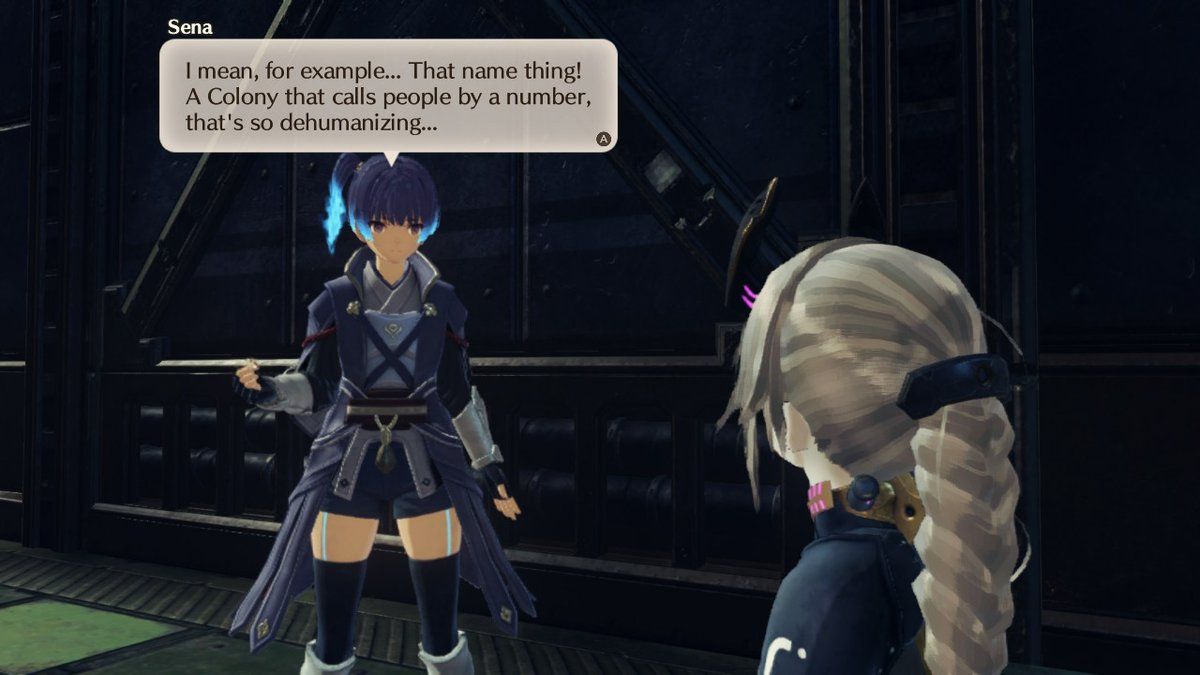 Sena
I mean, for example... That name thing!
A Colony that calls people by a number,
that's so dehumanizing...
A